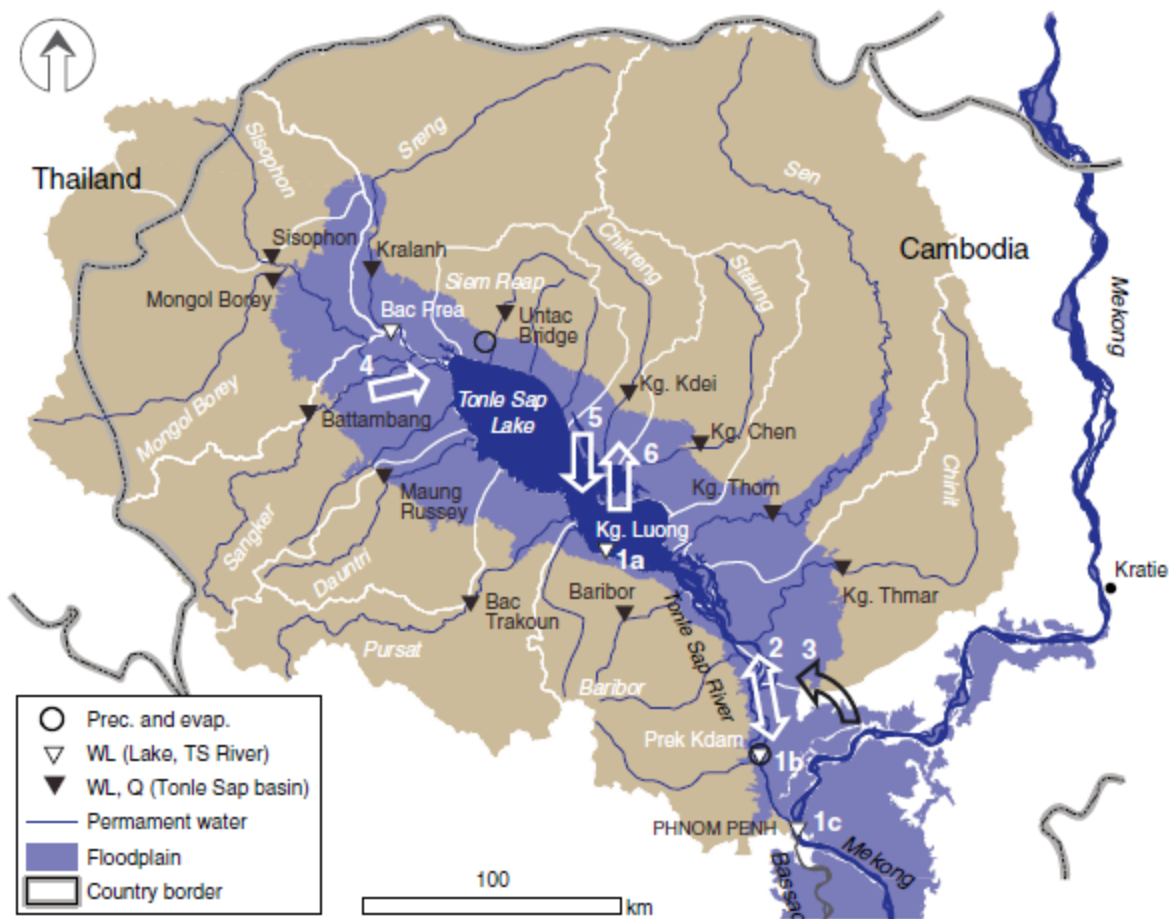 Thailand
Sisophon
Sreng
Sen
Sisophon
Kralanh
Mongol Borey
Bac Prea
Siem Reap
Untac
Bridge
Chikreng
Staung
Cambodia
Mekong
4
Mongol Borey
Battambang
Tonle Sap
Lake
5
6
Kg. Kdei
Kg. Chen
Kg. Thom
Chinit
Maung
Russey
Sangker
Dauntri
Kg. Luong
1a
Bac
Trakoun
Baribor
Kg. Thmar
Kratie
Pursat
Baribor
Tonle Sap River
2
3
Prek Kdam
1b
PHNOM PENH
1c
Mekong
Bassac
Prec. and evap.
WL (Lake, TS River)
WL, Q (Tonle Sap basin)
Permament water
Floodplain
Country border
100
km